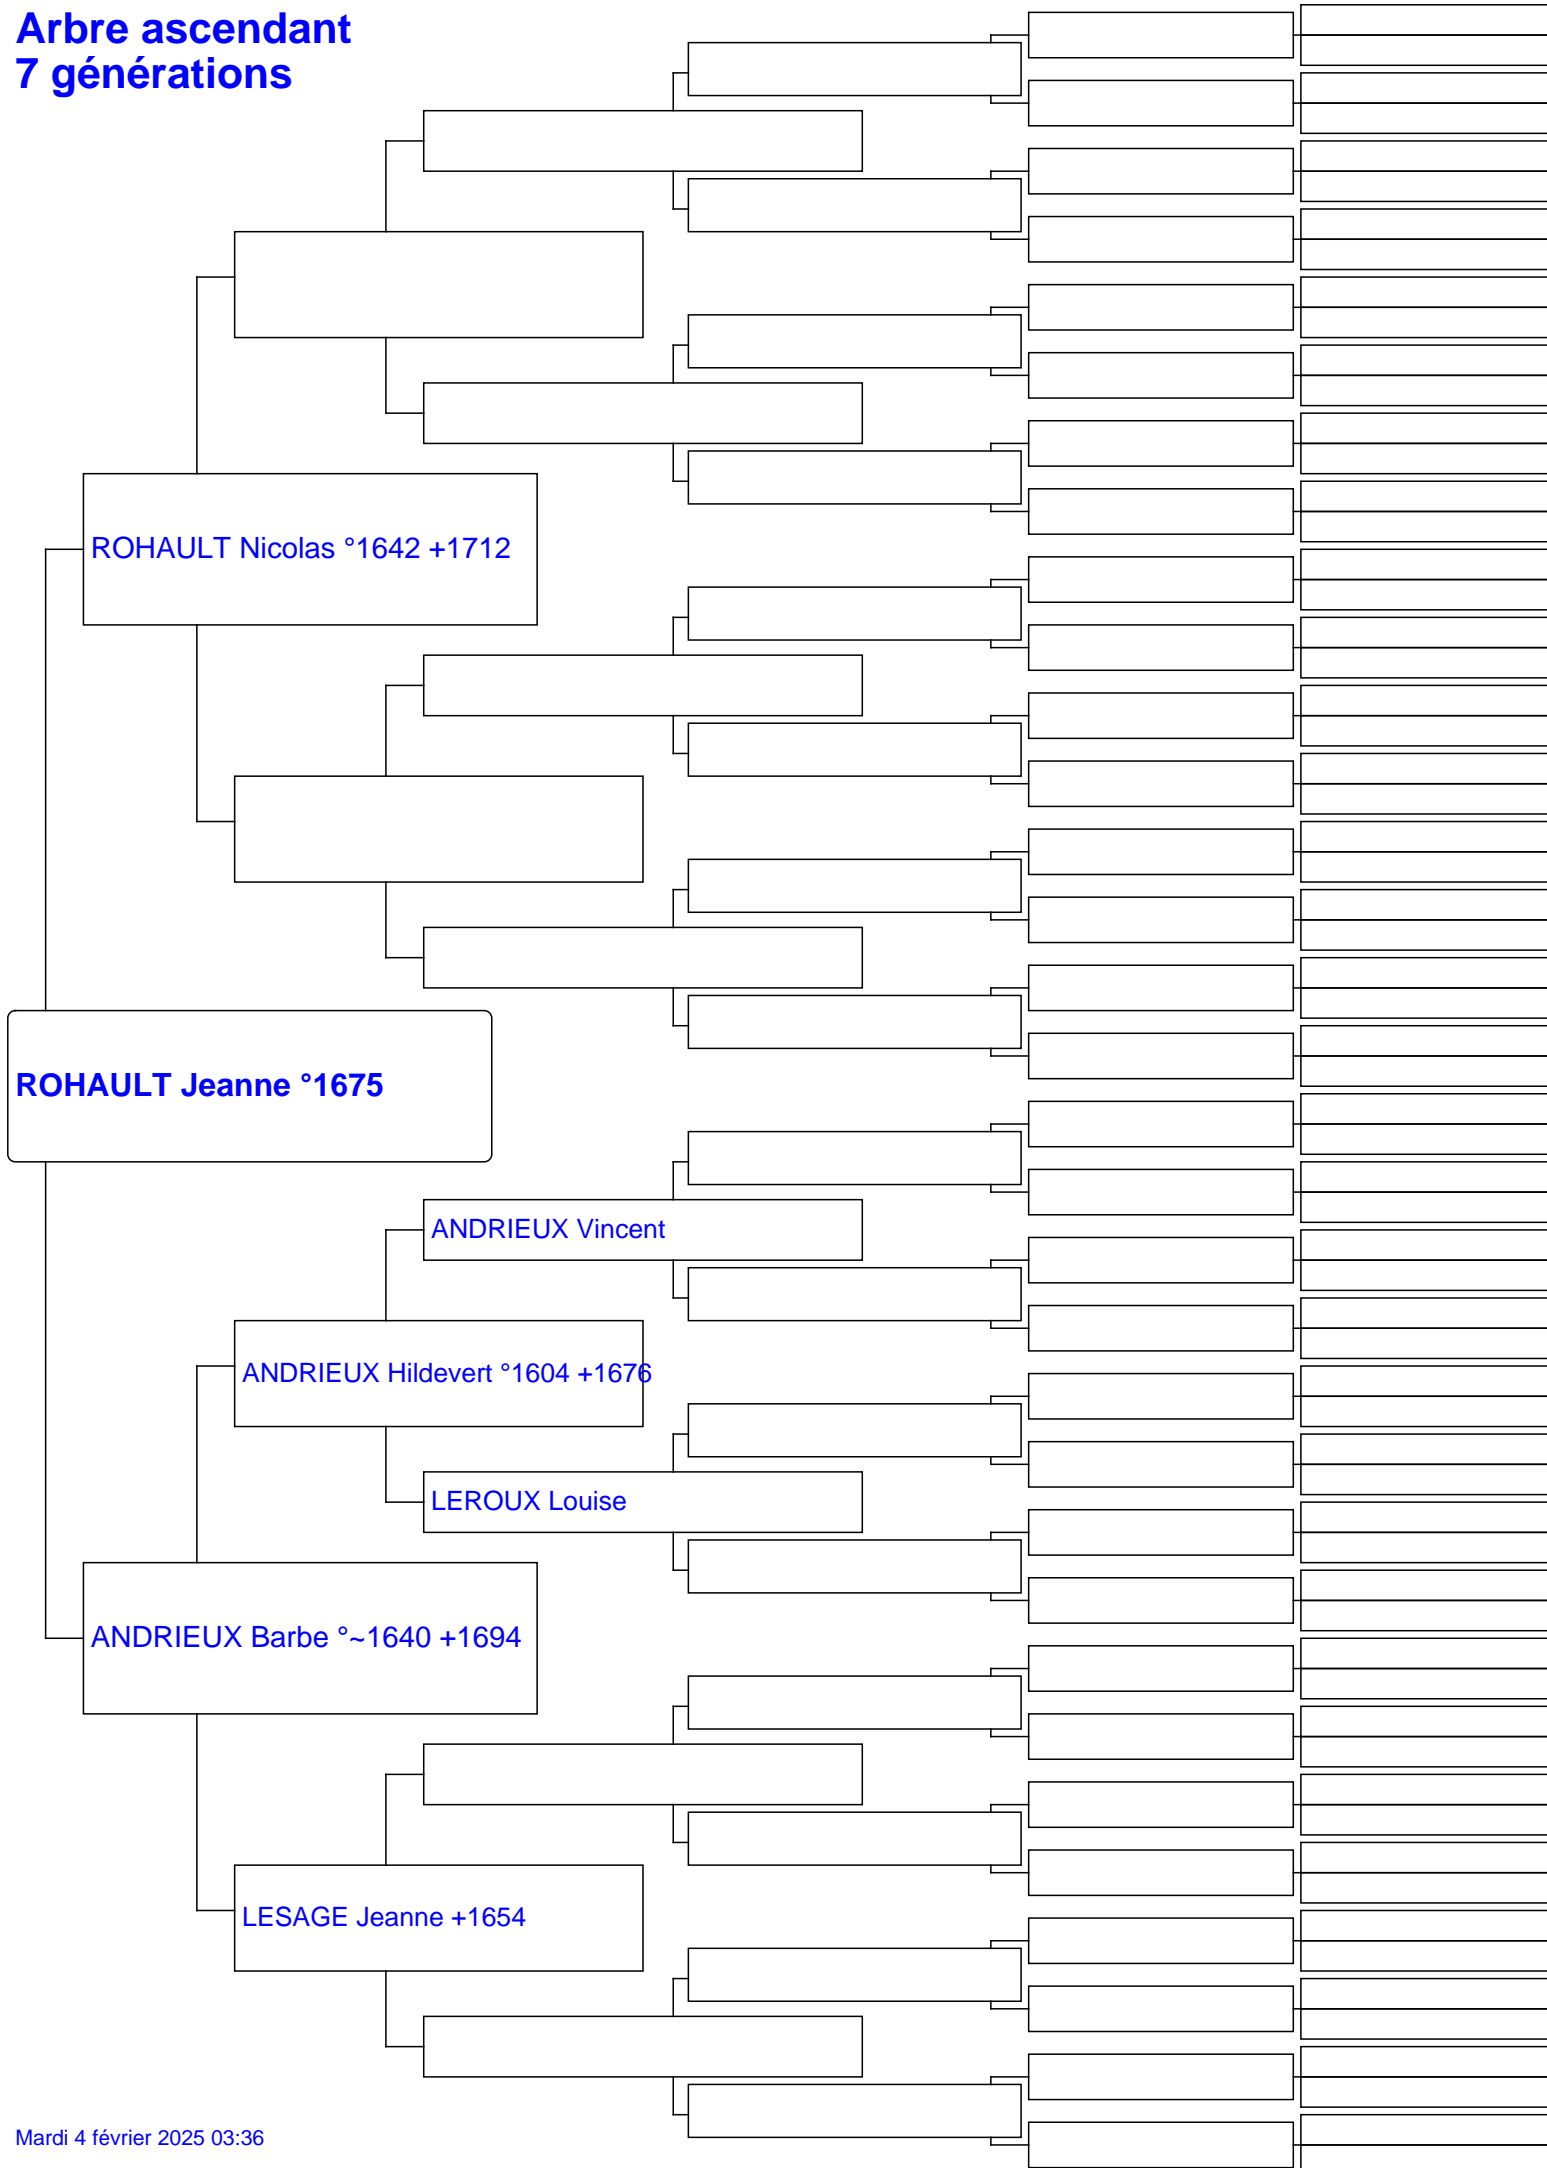 Arbre ascendant
7 générations
ROHAULT Nicolas °1642 +1712
ROHAULT Jeanne °1675
ANDRIEUX Vincent
ANDRIEUX Hildevert °1604 +1676
LEROUX Louise
ANDRIEUX Barbe °~1640 +1694
LESAGE Jeanne +1654
Mardi 4 février 2025 03:36